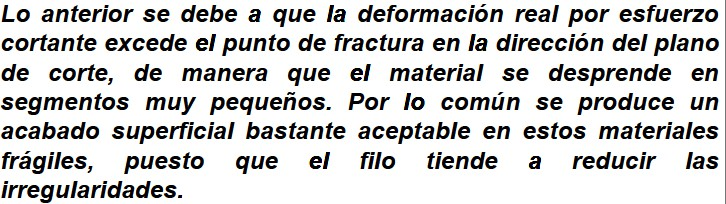 Lo anterior se debe a que la deformación real por esfuerzo
cortante excede el punto de fractura en la dirección del plano
de corte, de manera que el material se desprende en
segmentos muy pequeños. Por lo común se produce un
acabado superficial bastante aceptable en estos materiales
frágiles, puesto que el filo tiende a reducir las
irregularidades.